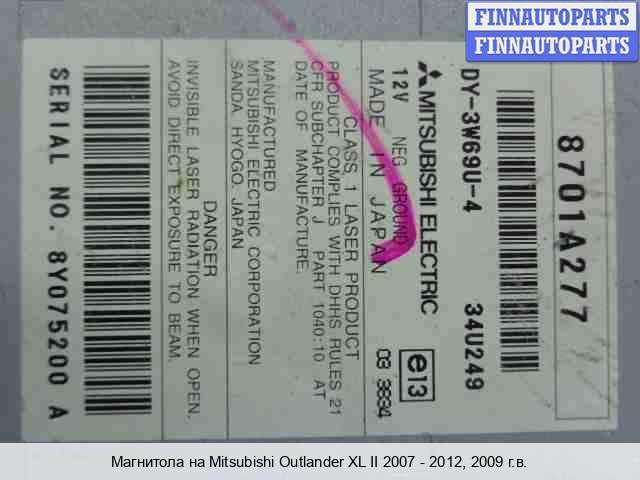 FINNAUTOPARTS
FINNAUTOPARTS
8701A277
DY-3W69U-4 34U249
MITSUBISHI ELECTRIC
12V NEG GROUND
MADE IN JAPAN
e13
03 3834
CLASS 1 LASER PRODUCT
PRODUCT COMPLIES WITH DHHS RULES 21
CFR SUBCHAPTER J PART 1040:10 AT
DATE OF MANUFACTURE.
MANUFACTURED
MITSUBISHI ELECTRIC CORPORATION
SANDA. HYOGO. JAPAN
DANGER
INVISIBLE LASER RADIATION WHEN OPEN.
AVOID DIRECT EXPOSURE TO BEAM.
SERIAL NO. 8Y075200 A
Магнитола на Mitsubishi Outlander XL II 2007 - 2012, 2009 г.в.